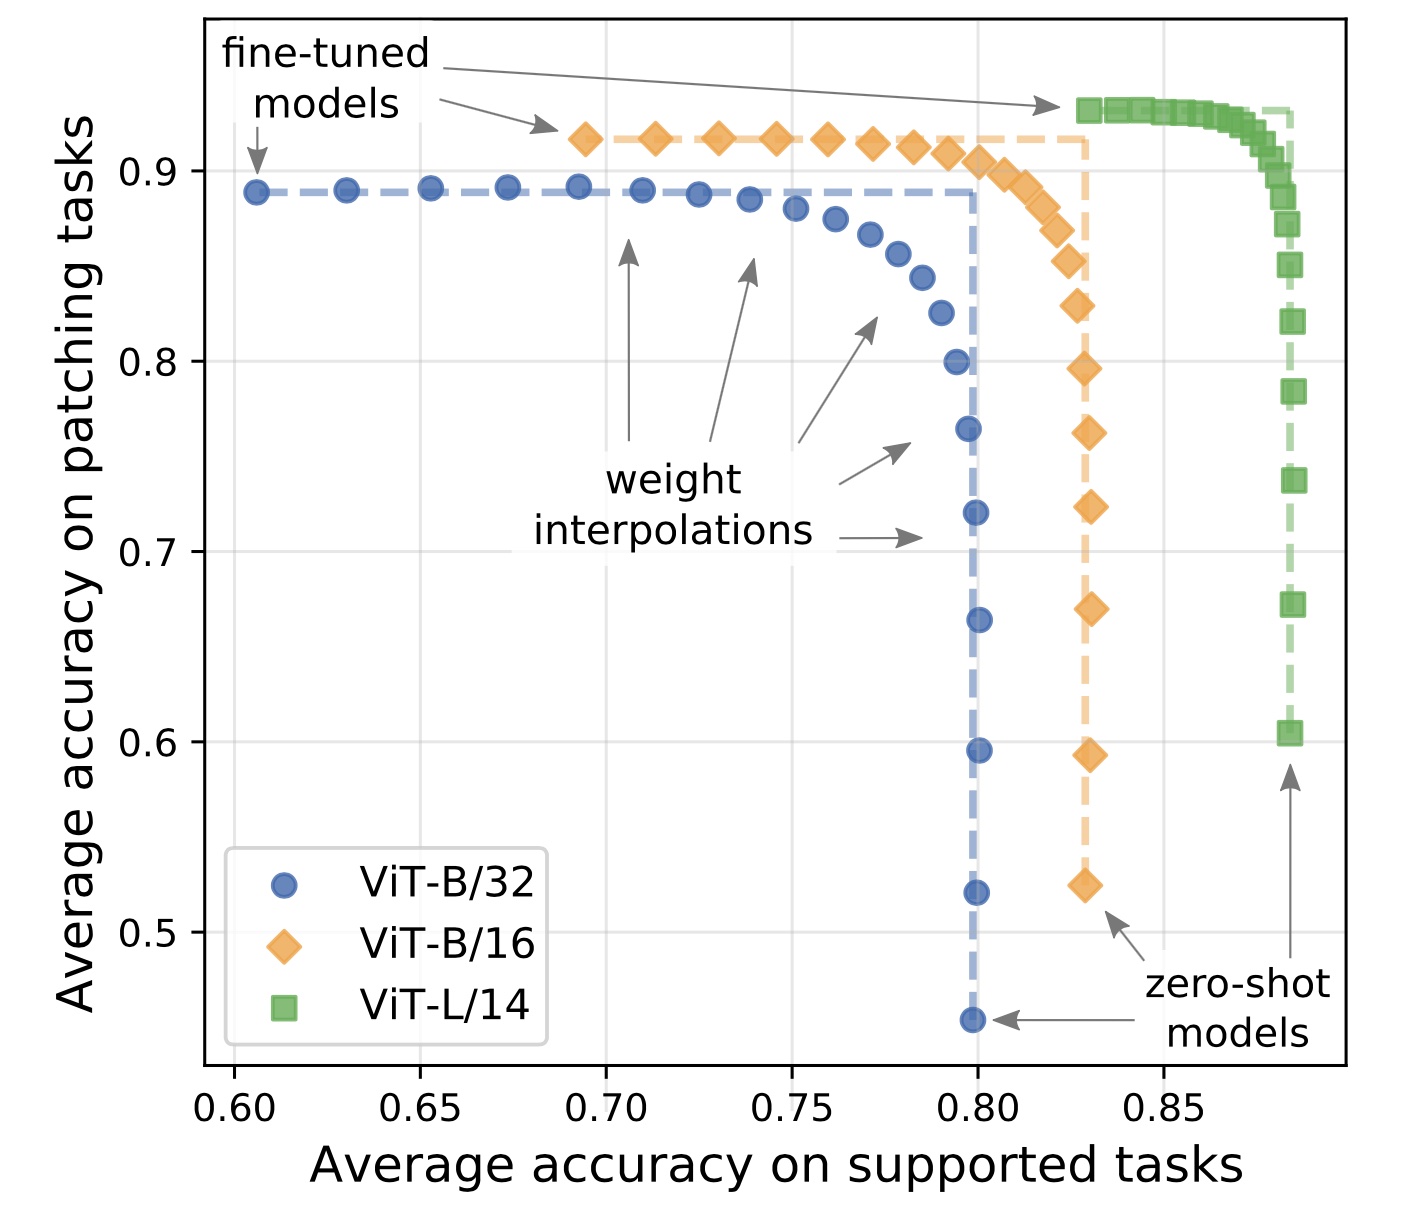 fine-tuned
models
Average accuracy on patching tasks
0.9
0.8
0.7
0.6
0.5
weight
interpolations
ViT-B/32
ViT-B/16
ViT-L/14
zero-shot
models
0.60 0.65 0.70 0.75 0.80 0.85
Average accuracy on supported tasks